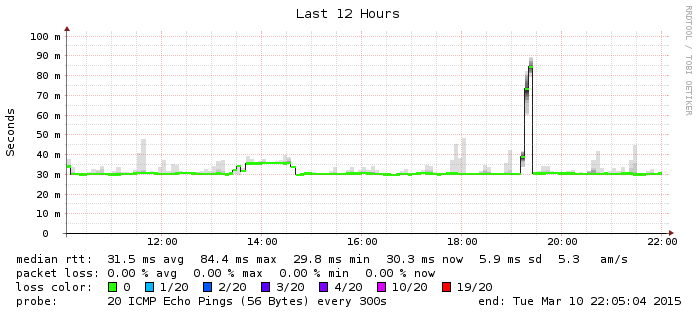 Last 12 Hours
RRDTOOL / TOBI OETIKER
Seconds
100 m
90 m
80 m
70 m
60 m
50 m
40 m
30 m
20 m
10 m
0
12:00 14:00 16:00 18:00 20:00 22:00
median rtt: 31.5 ms avg 84.4 ms max 29.8 ms min 30.3 ms now 5.9 ms sd 5.3 am/s
packet loss: 0.00 % avg 0.00 % max 0.00 % min 0.00 % now
loss color: 0 1/20 2/20 3/20 4/20 10/20 19/20
probe: 20 ICMP Echo Pings (56 Bytes) every 300s end: Tue Mar 10 22:05:04 2015